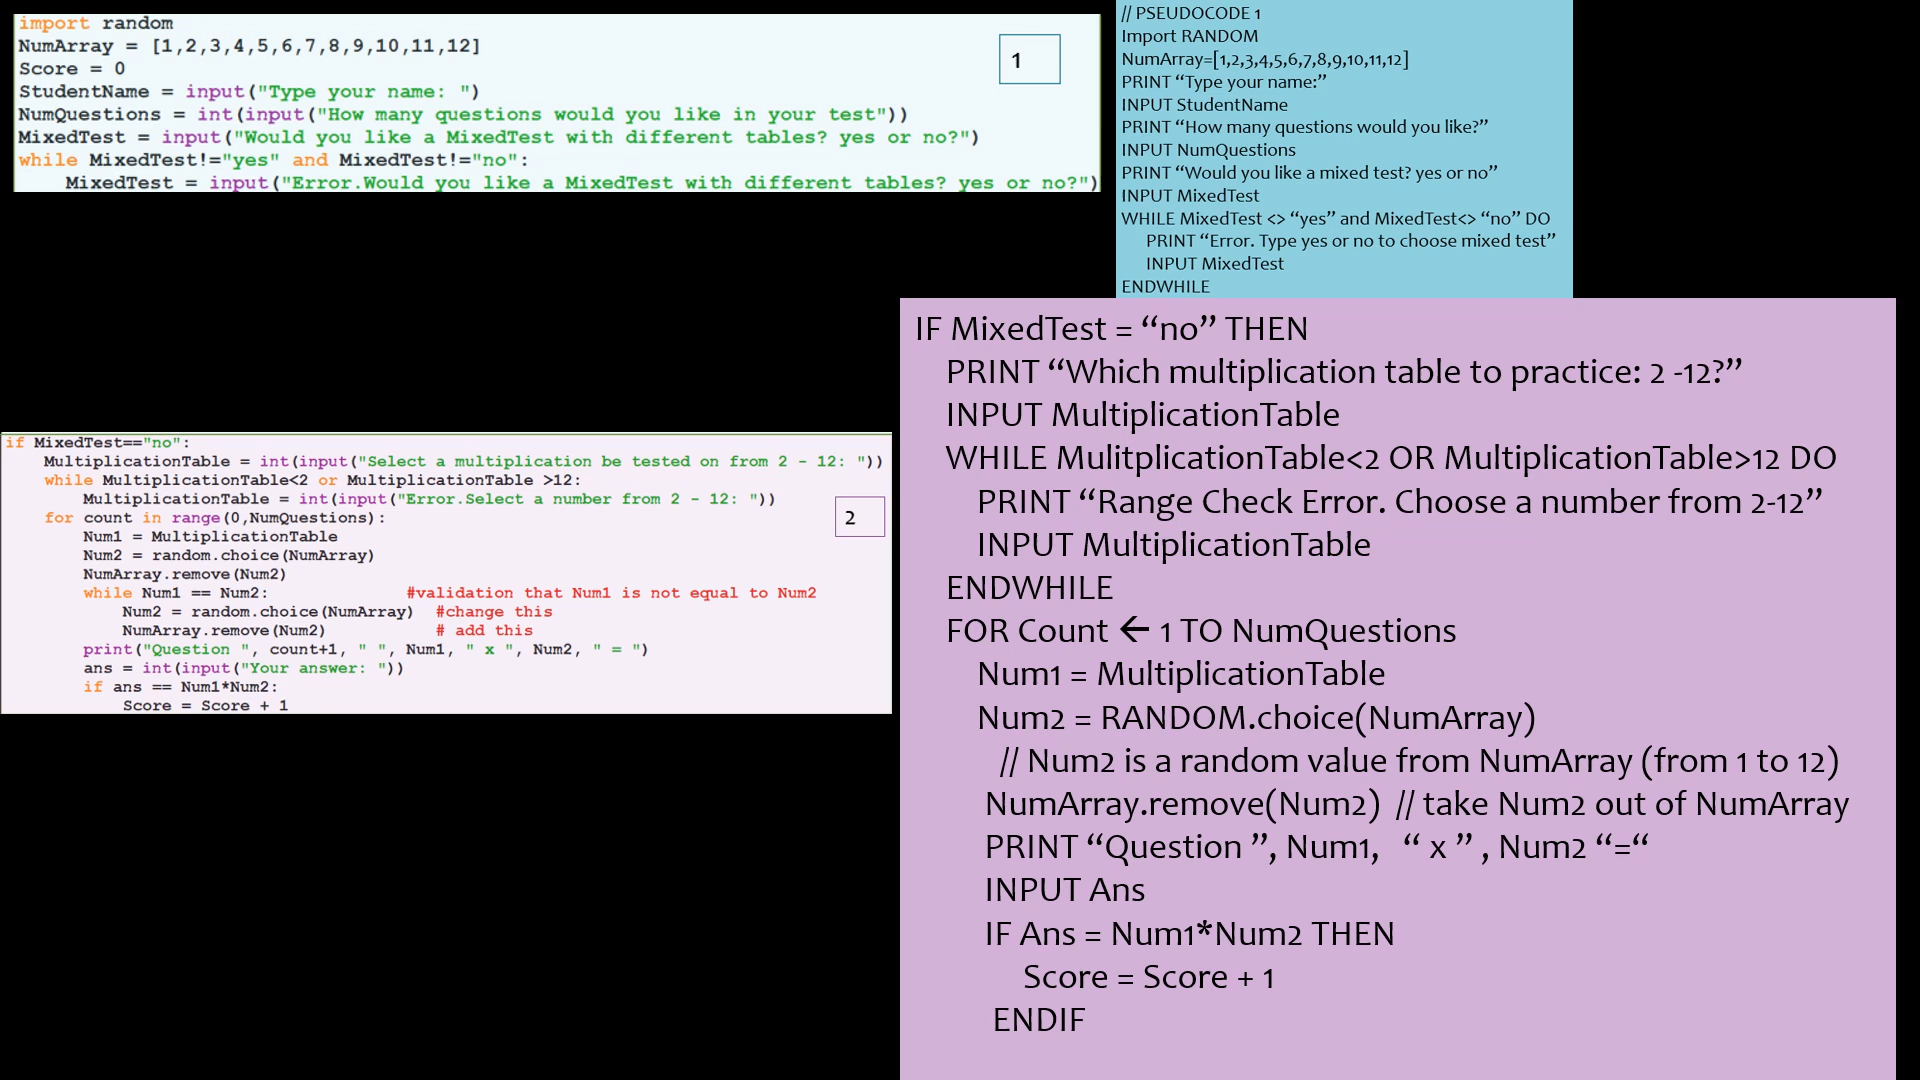 import random
NumArray = [1,2,3,4,5,6,7,8,9,10,11,12]
Score = 0
StudentName = input("Type your name: ")
NumQuestions = int(input("How many questions would you like in your test"))
MixedTest = input("Would you like a MixedTest with different tables? yes or no?")
while MixedTest!="yes" and MixedTest!="no":
    MixedTest = input("Error.Would you like a MixedTest with different tables? yes or no?")
1
// PSEUDOCODE 1
Import RANDOM
NumArray=[1,2,3,4,5,6,7,8,9,10,11,12]
PRINT “Type your name:”
INPUT StudentName
PRINT “How many questions would you like?”
INPUT NumQuestions
PRINT “Would you like a mixed test? yes or no”
INPUT MixedTest
WHILE MixedTest <> “yes” and MixedTest<> “no” DO
    PRINT “Error. Type yes or no to choose mixed test”
    INPUT MixedTest
ENDWHILE
if MixedTest=="no":
    MultiplicationTable = int(input("Select a multiplication be tested on from 2 - 12: "))
    while MultiplicationTable<2 or MultiplicationTable >12:
        MultiplicationTable = int(input("Error.Select a number from 2 - 12: "))
    for count in range(0,NumQuestions):
        Num1 = MultiplicationTable
        Num2 = random.choice(NumArray)
        NumArray.remove(Num2)
        while Num1 == Num2:              #validation that Num1 is not equal to Num2
            Num2 = random.choice(NumArray)  #change this
            NumArray.remove(Num2)           # add this
        print("Question ", count+1, " ", Num1, " x ", Num2, " = ")
        ans = int(input("Your answer: "))
        if ans == Num1*Num2:
            Score = Score + 1
2
IF MixedTest = “no” THEN
    PRINT “Which multiplication table to practice: 2 -12?”
    INPUT MultiplicationTable
    WHILE MulitplicationTable<2 OR MultiplicationTable>12 DO
        PRINT “Range Check Error. Choose a number from 2-12”
        INPUT MultiplicationTable
    ENDWHILE
    FOR Count ← 1 TO NumQuestions
        Num1 = MultiplicationTable
        Num2 = RANDOM.choice(NumArray)
          // Num2 is a random value from NumArray (from 1 to 12)
        NumArray.remove(Num2)  // take Num2 out of NumArray
        PRINT “Question ”, Num1,   “ x ” , Num2 “=“
        INPUT Ans
        IF Ans = Num1*Num2 THEN
            Score = Score + 1
        ENDIF